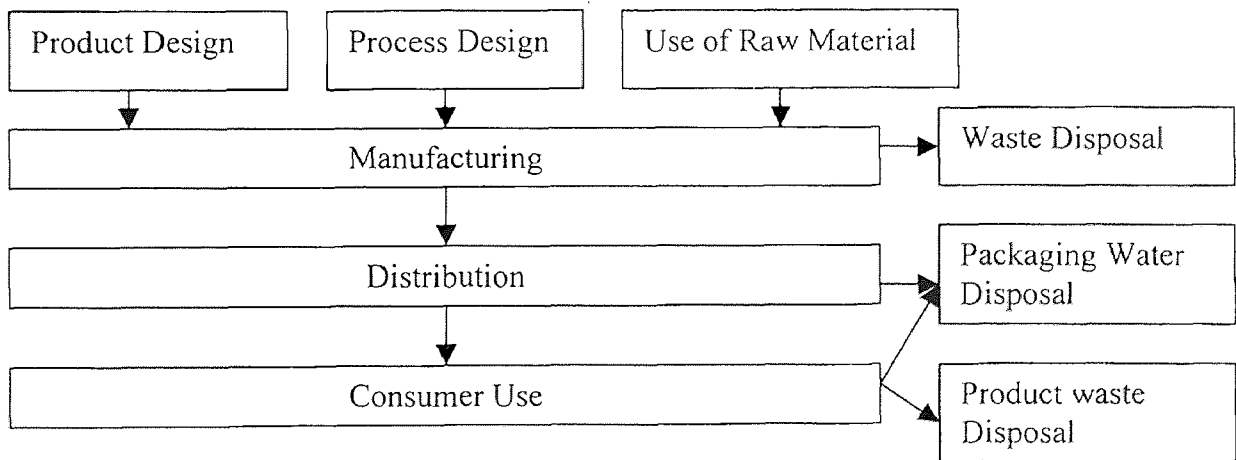 Product Design
Process Design
Use of Raw Material
Manufacturing
Waste Disposal
Distribution
Packaging Water
Disposal
Consumer Use
Product waste
Disposal